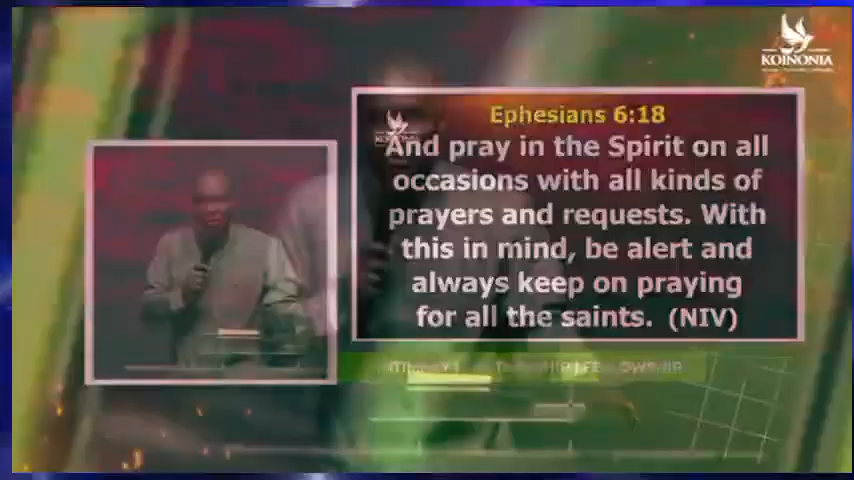 KOINONIA
Ephesians 6:18
And pray in the Spirit on all
occasions with all kinds of
prayers and requests. With
this in mind, be alert and
always keep on praying
for all the saints. (NIV)